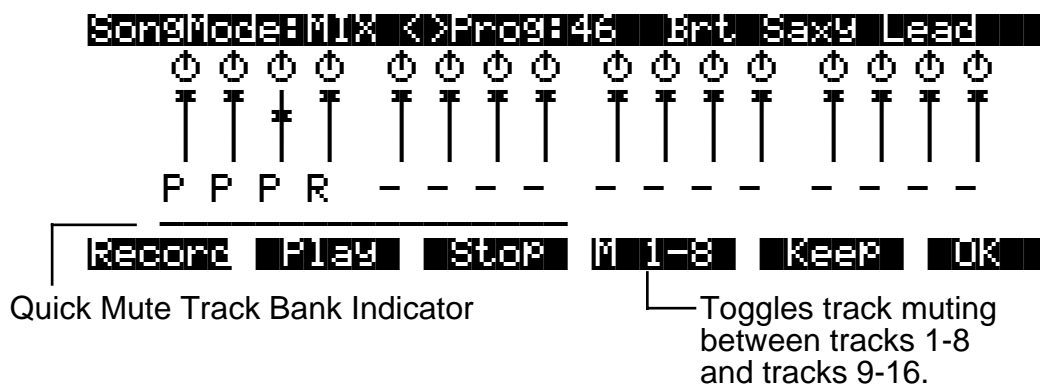 SongMode:MIX <>Prog:46 Brt Saxy Lead
P P P R - - - - - - - - - - - -
Record Play Stop M 1-8 Keep OK
Quick Mute Track Bank Indicator
Toggles track muting
between tracks 1-8
and tracks 9-16.